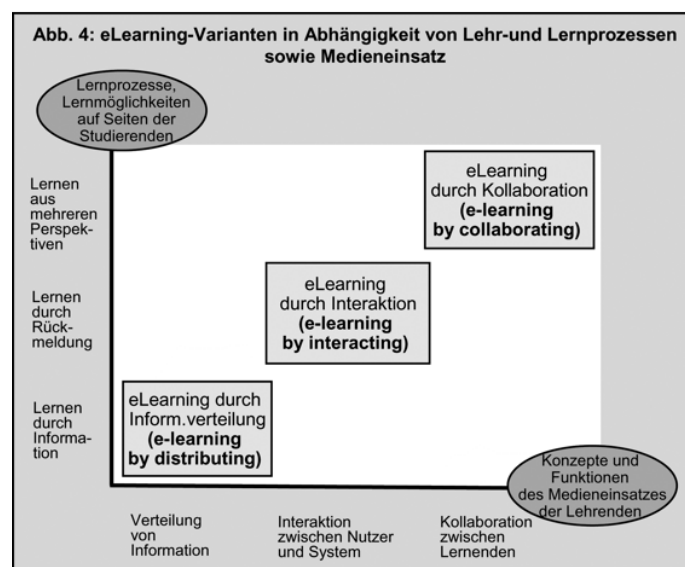 Abb. 4: eLearning-Varianten in Abhängigkeit von Lehr-und Lernprozessen
sowie Medieneinsatz
Lernprozesse,
Lernmöglichkeiten
auf Seiten der
Studierenden
Lernen
aus
mehreren
Perspek-
tiven
eLearning
durch Kollaboration
(e-learning
by collaborating)
Lernen
durch
Rück-
meldung
eLearning
durch Interaktion
(e-learning
by interacting)
Lernen
durch
Informa-
tion
eLearning durch
Inform.verteilung
(e-learning
by distributing)
Konzepte und
Funktionen
des Medieneinsatzes
der Lehrenden
Verteilung
von
Information
Interaktion
zwischen Nutzer
und System
Kollaboration
zwischen
Lernenden